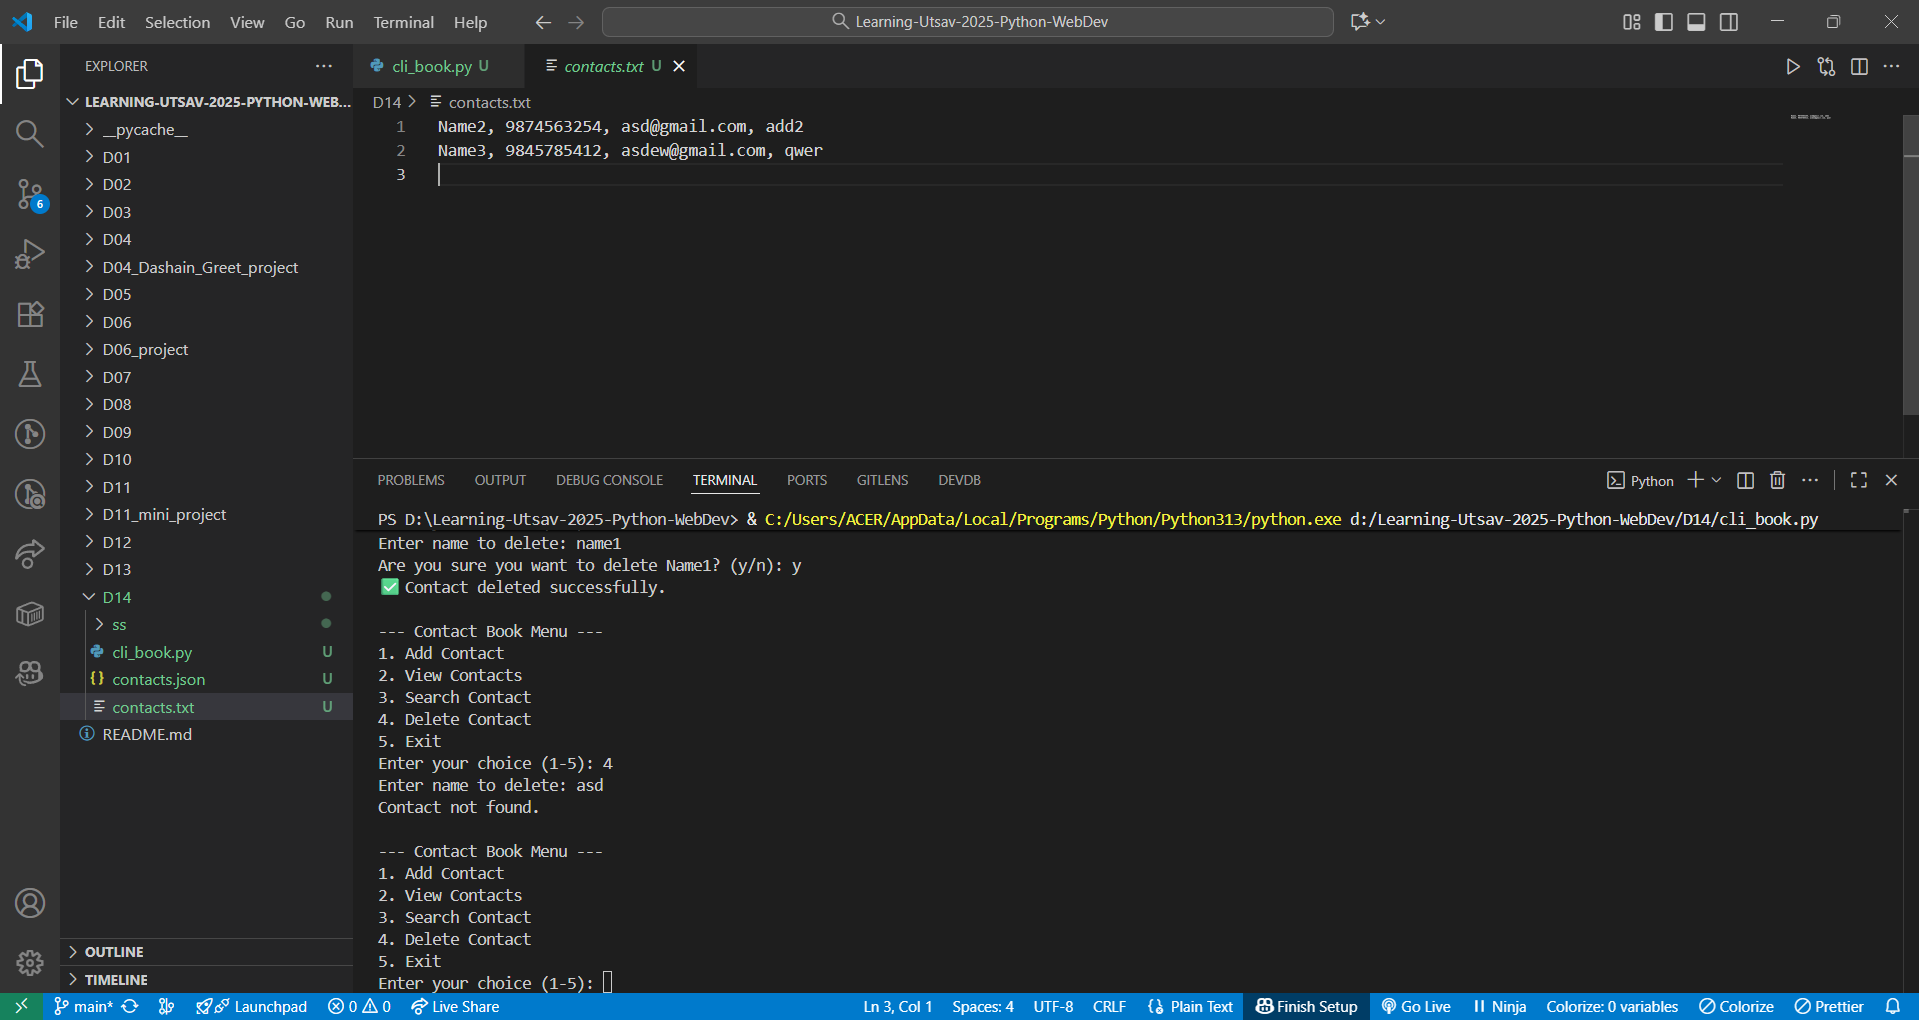 File Edit Selection View Go Run Terminal Help
Learning-Utsav-2025-Python-WebDev
EXPLORER
LEARNING-UTSAV-2025-PYTHON-WEB...
__pycache__
D01
D02
D03
D04
D04_Dashain_Greet_project
D05
D06
D06_project
D07
D08
D09
D10
D11
D11_mini_project
D12
D13
D14
ss
cli_book.py U
contacts.json U
contacts.txt U
README.md
OUTLINE
TIMELINE
6
cli_book.py U
contacts.txt U
D14 > contacts.txt
1 Name2, 9874563254, asd@gmail.com, add2
2 Name3, 9845785412, asdew@gmail.com, qwer
3
PROBLEMS OUTPUT DEBUG CONSOLE TERMINAL PORTS GITLENS DEVDB
Python
PS D:\Learning-Utsav-2025-Python-WebDev> & C:/Users/ACER/AppData/Local/Programs/Python/Python313/python.exe d:/Learning-Utsav-2025-Python-WebDev/D14/cli_book.py
Enter name to delete: name1
Are you sure you want to delete Name1? (y/n): y
✅ Contact deleted successfully.
--- Contact Book Menu ---
1. Add Contact
2. View Contacts
3. Search Contact
4. Delete Contact
5. Exit
Enter your choice (1-5): 4
Enter name to delete: asd
Contact not found.
--- Contact Book Menu ---
1. Add Contact
2. View Contacts
3. Search Contact
4. Delete Contact
5. Exit
Enter your choice (1-5):
main* Launchpad 0 0 Live Share Ln 3, Col 1 Spaces: 4 UTF-8 CRLF {} Plain Text Finish Setup Go Live Ninja Colorize: 0 variables Colorize Prettier